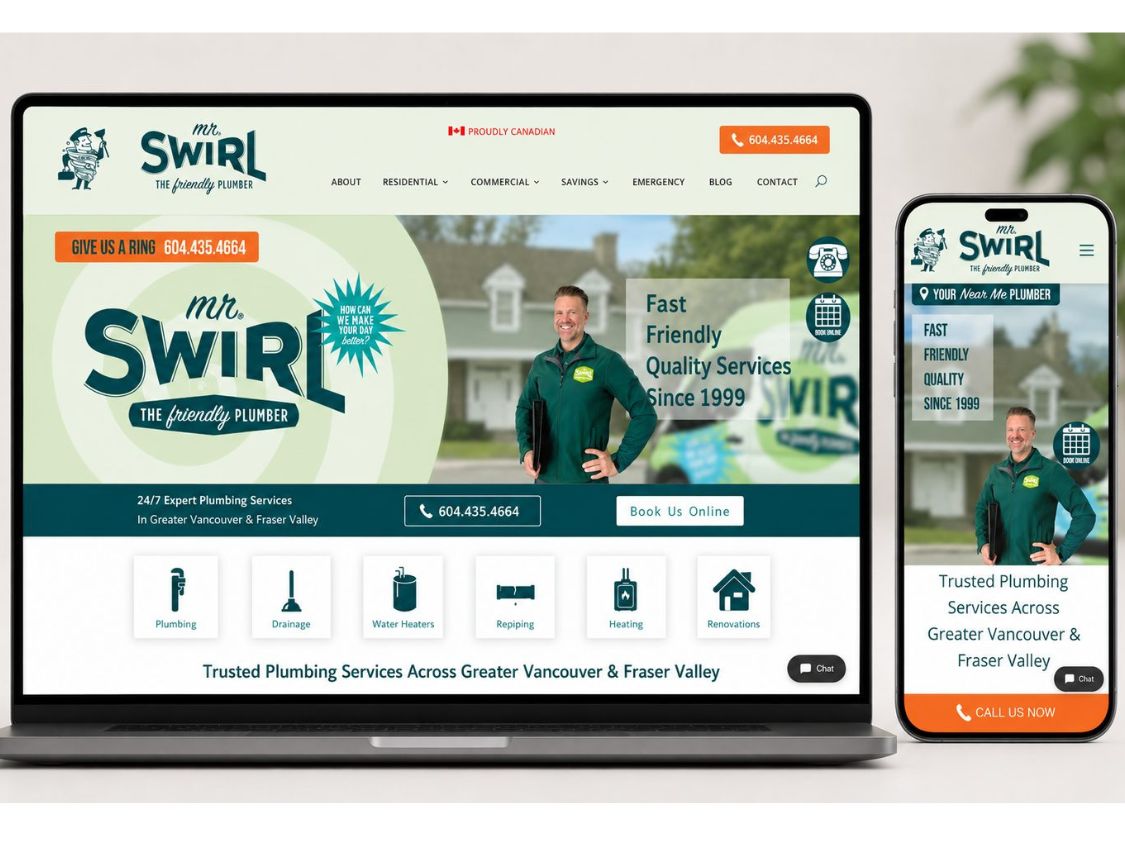 mr.
SWIRL
THE friendly PLUMBER
PROUDLY CANADIAN
604.435.4664
ABOUT
RESIDENTIAL
COMMERCIAL
SAVINGS
EMERGENCY
BLOG
CONTACT
GIVE US A RING 604.435.4664
mr.®
SWIRL
THE friendly PLUMBER
HOW CAN
WE MAKE
YOUR DAY
better?
Swirl
Fast
Friendly
Quality Services
Since 1999
BOOK ONLINE
mr.
SWIR
24/7 Expert Plumbing Services
In Greater Vancouver & Fraser Valley
604.435.4664
Book Us Online
Plumbing
Drainage
Water Heaters
Repiping
Heating
Renovations
Trusted Plumbing Services Across Greater Vancouver & Fraser Valley
Chat
mr.
SWIRL
THE friendly PLUMBER
YOUR Near Me PLUMBER
FAST
FRIENDLY
QUALITY
SINCE 1999
BOOK ONLINE
Swirl
Trusted Plumbing
Services Across
Greater Vancouver &
Fraser Valley
Chat
CALL US NOW